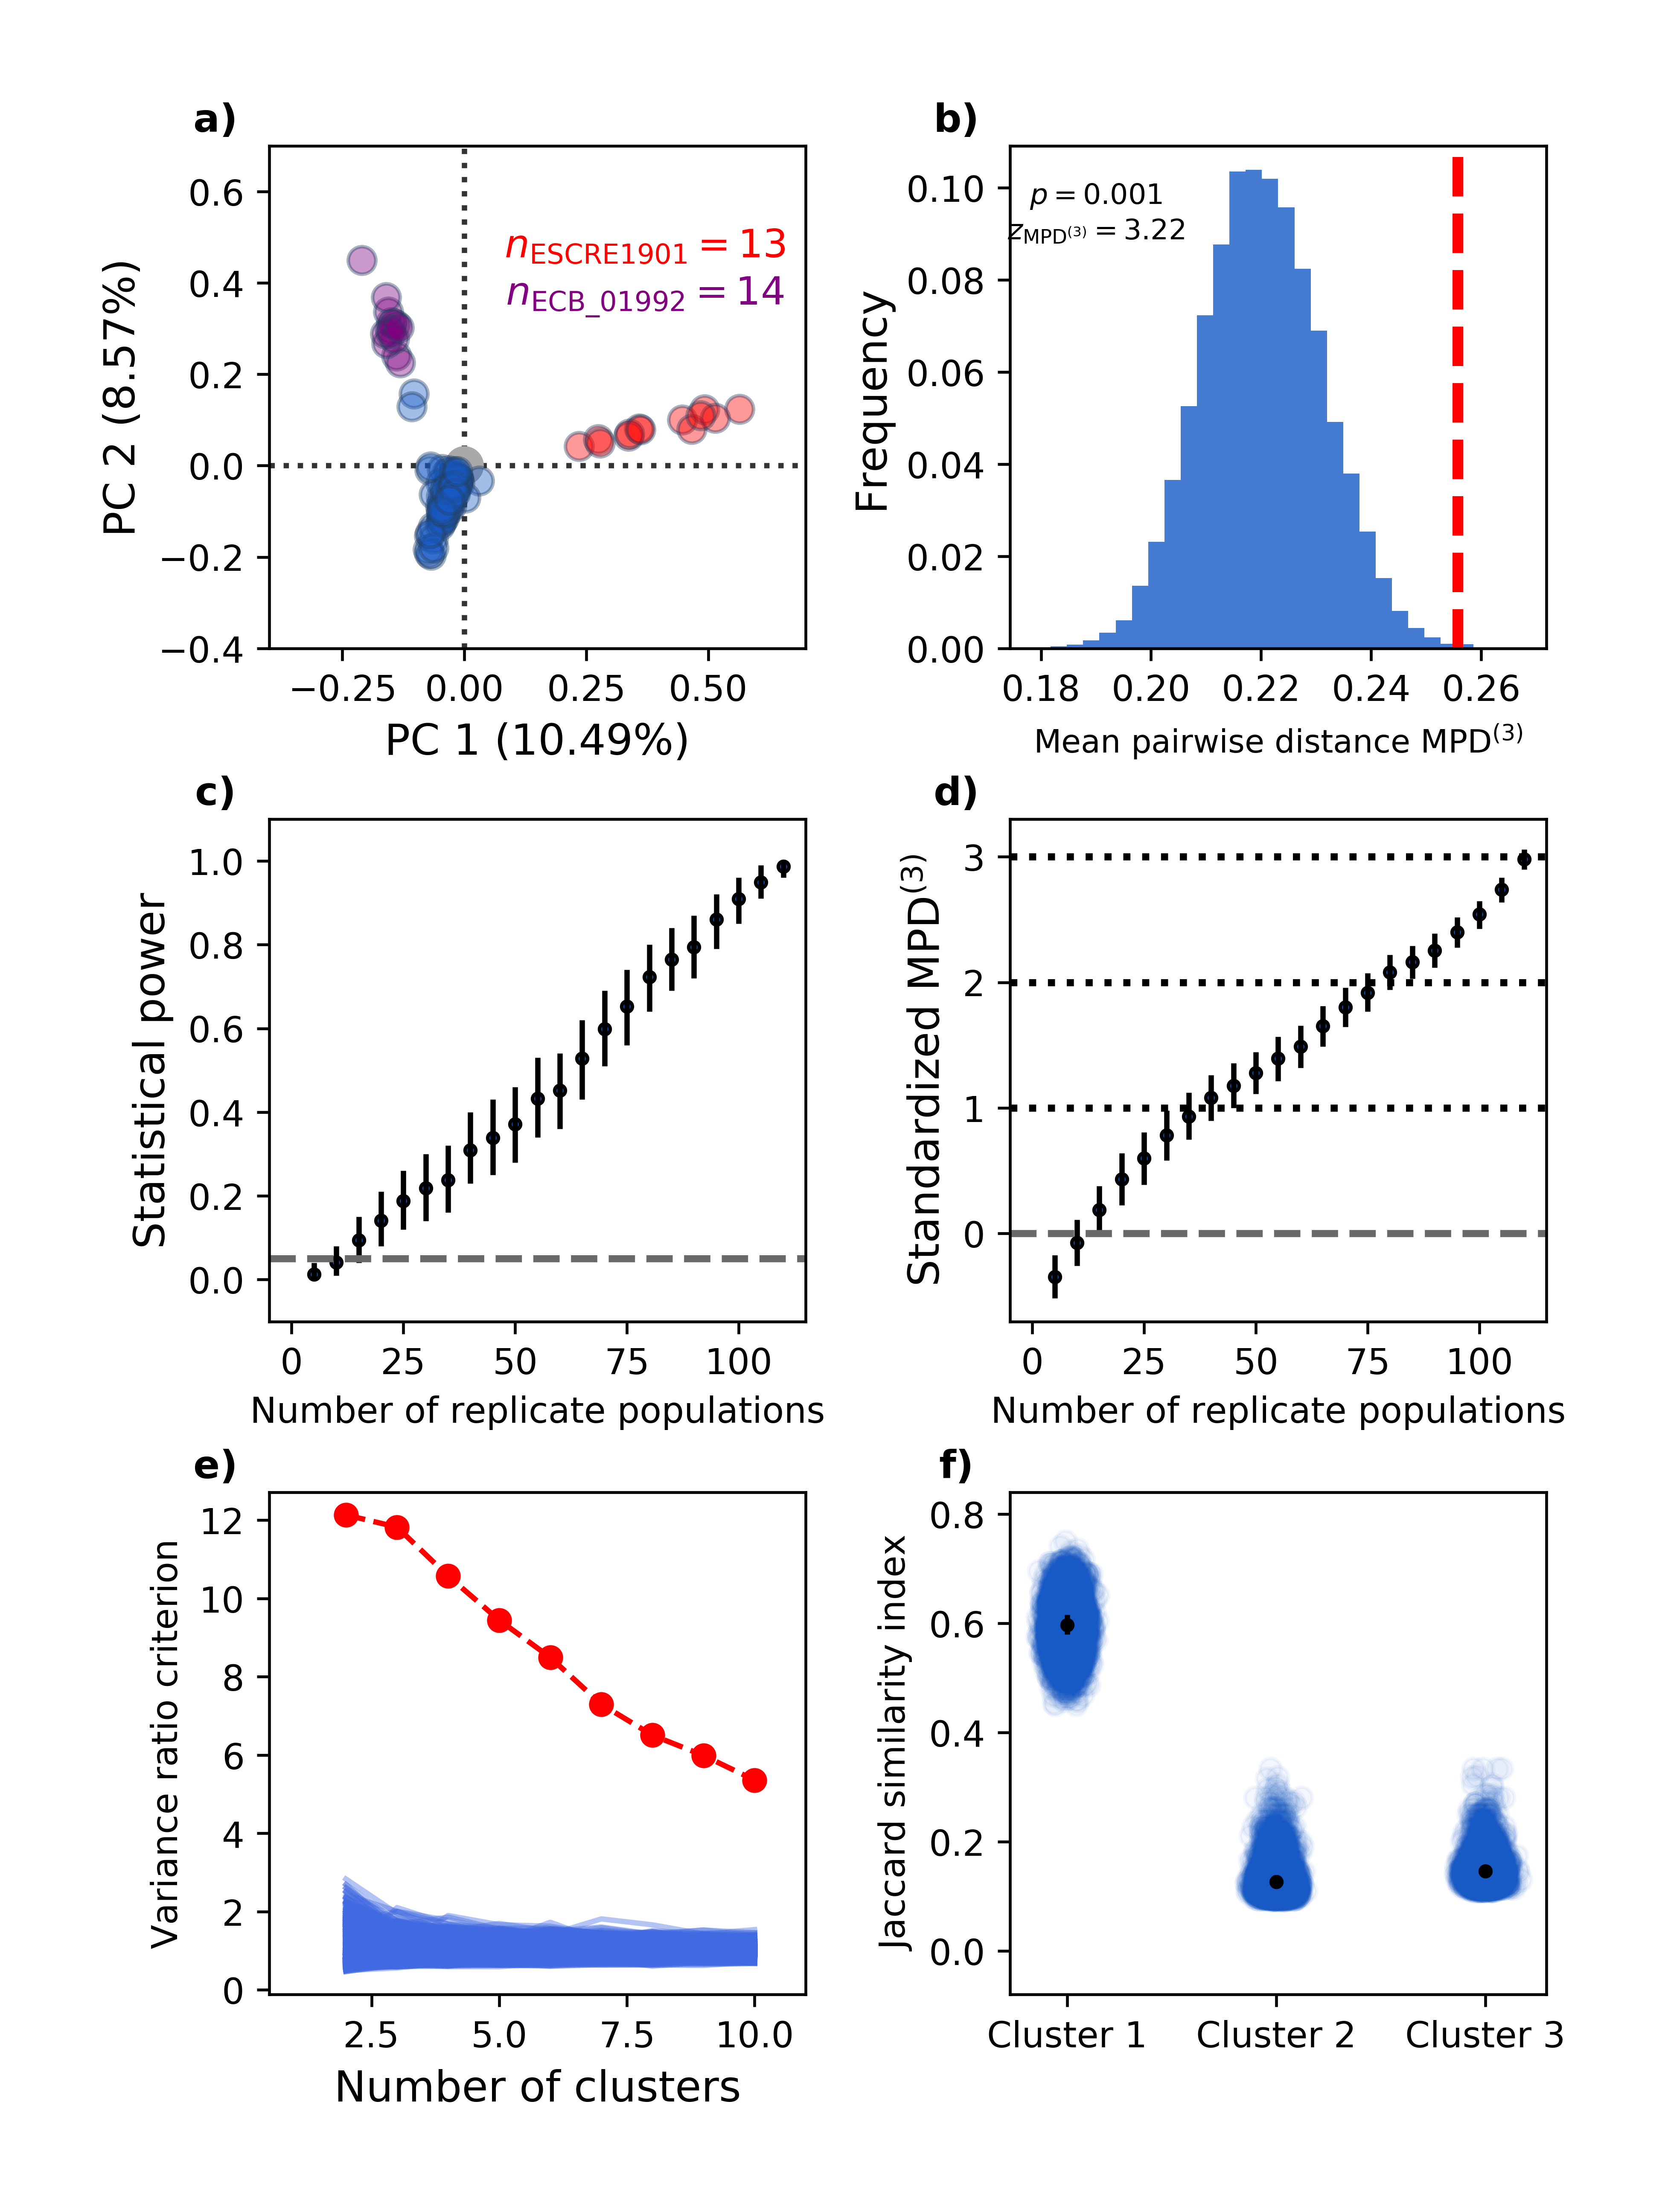 a)
0.6
0.4
0.2
0.0
−0.2
−0.4
PC 2 (8.57%)
nESCRE1901 = 13
nECB_01992 = 14
−0.25 0.00 0.25 0.50
PC 1 (10.49%)
b)
0.10
0.08
0.06
0.04
0.02
0.00
Frequency
p = 0.001
zMPD(3) = 3.22
0.18 0.20 0.22 0.24 0.26
Mean pairwise distance MPD(3)
c)
1.0
0.8
0.6
0.4
0.2
0.0
Statistical power
0 25 50 75 100
Number of replicate populations
d)
3
2
1
0
Standardized MPD(3)
0 25 50 75 100
Number of replicate populations
e)
12
10
8
6
4
2
0
Variance ratio criterion
2.5 5.0 7.5 10.0
Number of clusters
f)
0.8
0.6
0.4
0.2
0.0
Jaccard similarity index
Cluster 1 Cluster 2 Cluster 3